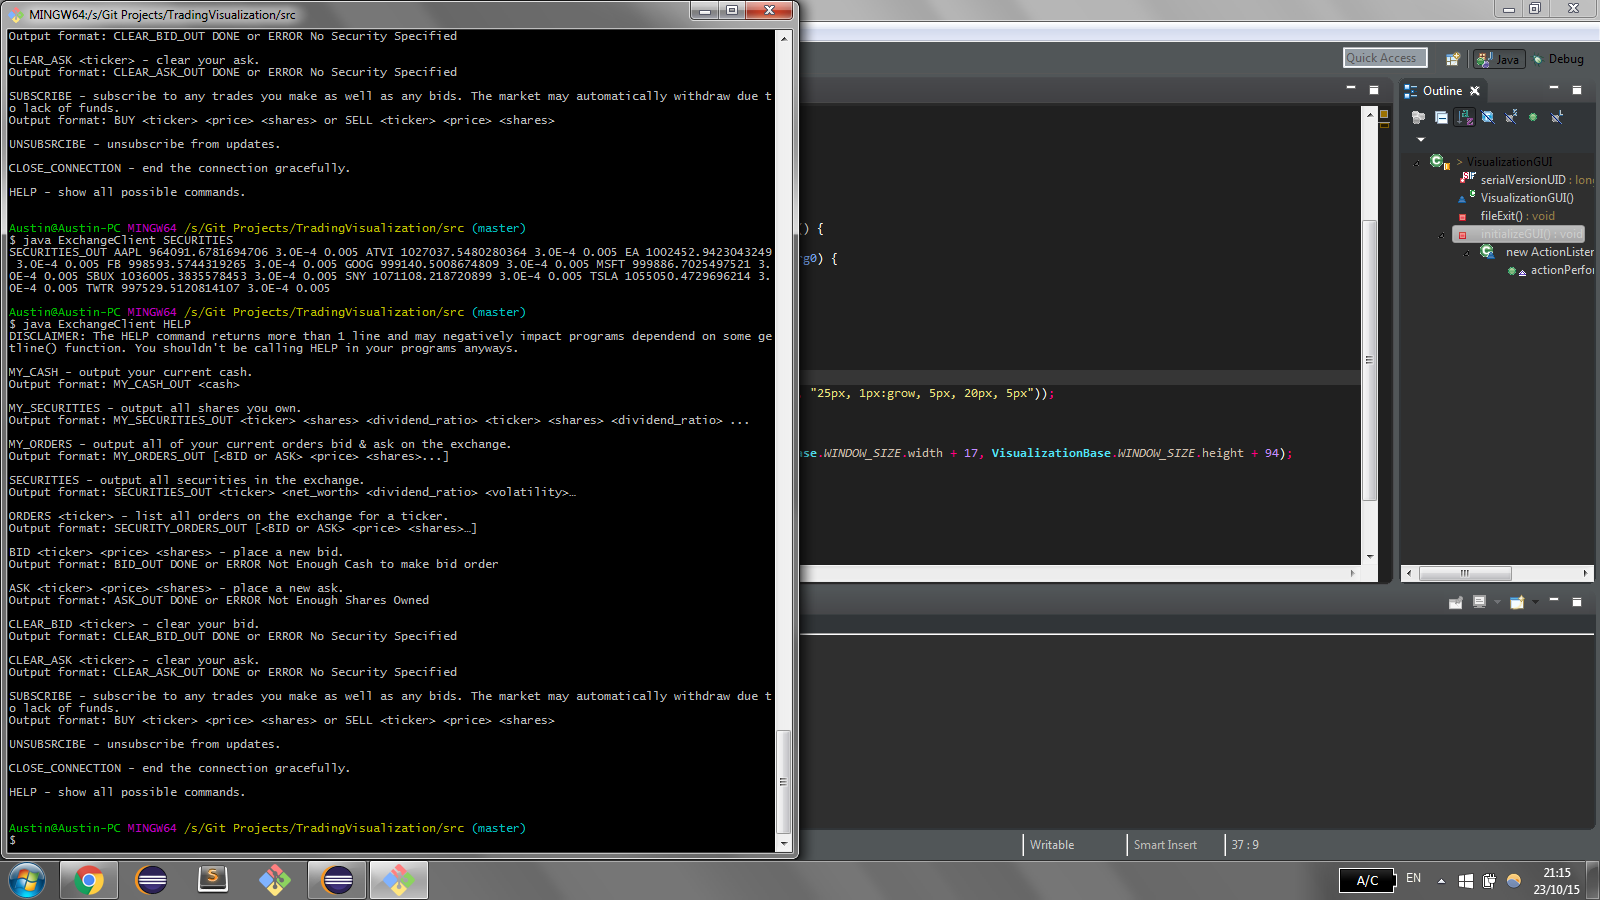 MINGW64:/s/Git Projects/TradingVisualization/src
Output format: CLEAR_BID_OUT DONE or ERROR No Security Specified
CLEAR_ASK <ticker> - clear your ask.
Output format: CLEAR_ASK_OUT DONE or ERROR No Security Specified
SUBSCRIBE - subscribe to any trades you make as well as any bids. The market may automatically withdraw due t
o lack of funds.
Output format: BUY <ticker> <price> <shares> or SELL <ticker> <price> <shares>
UNSUBSRCIBE - unsubscribe from updates.
CLOSE_CONNECTION - end the connection gracefully.
HELP - show all possible commands.
Austin@Austin-PC MINGW64 /s/Git Projects/TradingVisualization/src (master)
$ java ExchangeClient SECURITIES
SECURITIES_OUT AAPL 964091.6781694706 3.0E-4 0.005 ATVI 1027037.5480280364 3.0E-4 0.005 EA 1002452.9423043249
3.0E-4 0.005 FB 998593.5744319265 3.0E-4 0.005 GOOG 999140.5008674809 3.0E-4 0.005 MSFT 999886.7025497521 3.
0E-4 0.005 SBUX 1036005.3835578453 3.0E-4 0.005 SNY 1071108.218720899 3.0E-4 0.005 TSLA 1055050.4729696214 3.
0E-4 0.005 TWTR 997529.5120814107 3.0E-4 0.005
Austin@Austin-PC MINGW64 /s/Git Projects/TradingVisualization/src (master)
$ java ExchangeClient HELP
DISCLAIMER: The HELP command returns more than 1 line and may negatively impact programs dependend on some ge
tline() function. You shouldn't be calling HELP in your programs anyways.
MY_CASH - output your current cash.
Output format: MY_CASH_OUT <cash>
MY_SECURITIES - output all shares you own.
Output format: MY_SECURITIES_OUT <ticker> <shares> <dividend_ratio> <ticker> <shares> <dividend_ratio> ...
MY_ORDERS - output all of your current orders bid & ask on the exchange.
Output format: MY_ORDERS_OUT [<BID or ASK> <price> <shares>...]
SECURITIES - output all securities in the exchange.
Output format: SECURITIES_OUT <ticker> <net_worth> <dividend_ratio> <volatility>…
ORDERS <ticker> - list all orders on the exchange for a ticker.
Output format: SECURITY_ORDERS_OUT [<BID or ASK> <price> <shares>…]
BID <ticker> <price> <shares> - place a new bid.
Output format: BID_OUT DONE or ERROR Not Enough Cash to make bid order
ASK <ticker> <price> <shares> - place a new ask.
Output format: ASK_OUT DONE or ERROR Not Enough Shares Owned
CLEAR_BID <ticker> - clear your bid.
Output format: CLEAR_BID_OUT DONE or ERROR No Security Specified
CLEAR_ASK <ticker> - clear your ask.
Output format: CLEAR_ASK_OUT DONE or ERROR No Security Specified
SUBSCRIBE - subscribe to any trades you make as well as any bids. The market may automatically withdraw due t
o lack of funds.
Output format: BUY <ticker> <price> <shares> or SELL <ticker> <price> <shares>
UNSUBSRCIBE - unsubscribe from updates.
CLOSE_CONNECTION - end the connection gracefully.
HELP - show all possible commands.
Austin@Austin-PC MINGW64 /s/Git Projects/TradingVisualization/src (master)
$
Quick Access
Java
Debug
) {
rg0) {
"25px, 1px:grow, 5px, 20px, 5px"));
ase.WINDOW_SIZE.width + 17, VisualizationBase.WINDOW_SIZE.height + 94);
Outline
> VisualizationGUI
serialVersionUID : lon
VisualizationGUI()
fileExit() : void
initializeGUI() : void
new ActionListen
actionPerfo
Writable
Smart Insert
37 : 9
A/C
EN
21:15
23/10/15